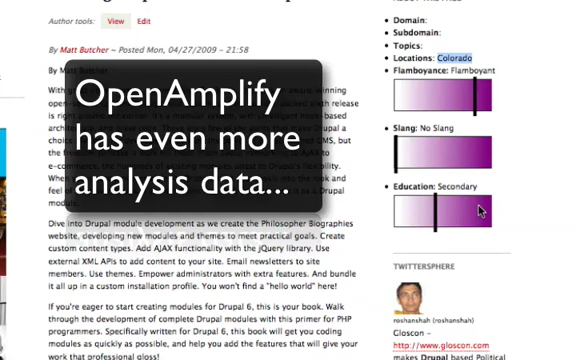 Author tools: View Edit
By Matt Butcher ~ Posted Mon, 04/27/2009 - 21:58
By Matt Butcher
OpenAmplify
has even more
analysis data...
Dive into Drupal module development as we create the Philosopher Biographies
website, developing new modules and themes to meet practical goals. Create
custom content types. Add AJAX functionality with the jQuery library. Use
external XML APIs to add content to your site. Email newsletters to site
members. Use themes. Empower administrators with extra features. And bundle
it all up in a custom installation profile. You won't find a "hello world" here!
If you're eager to start creating modules for Drupal 6, this is your book. Walk
through the development of complete Drupal modules with this primer for PHP
programmers. Specifically written for Drupal 6, this book will get you coding
modules as quickly as possible, and help you add the features that will give
your work that professional gloss!
Domain:
Subdomain:
Topics:
Locations: Colorado
Flamboyance: Flamboyant
Slang: No Slang
Education: Secondary
TWITTERSPHERE
roshanshah (roshanshah)
Gloscon -
http://www.gloscon.com
makes Drupal based Political